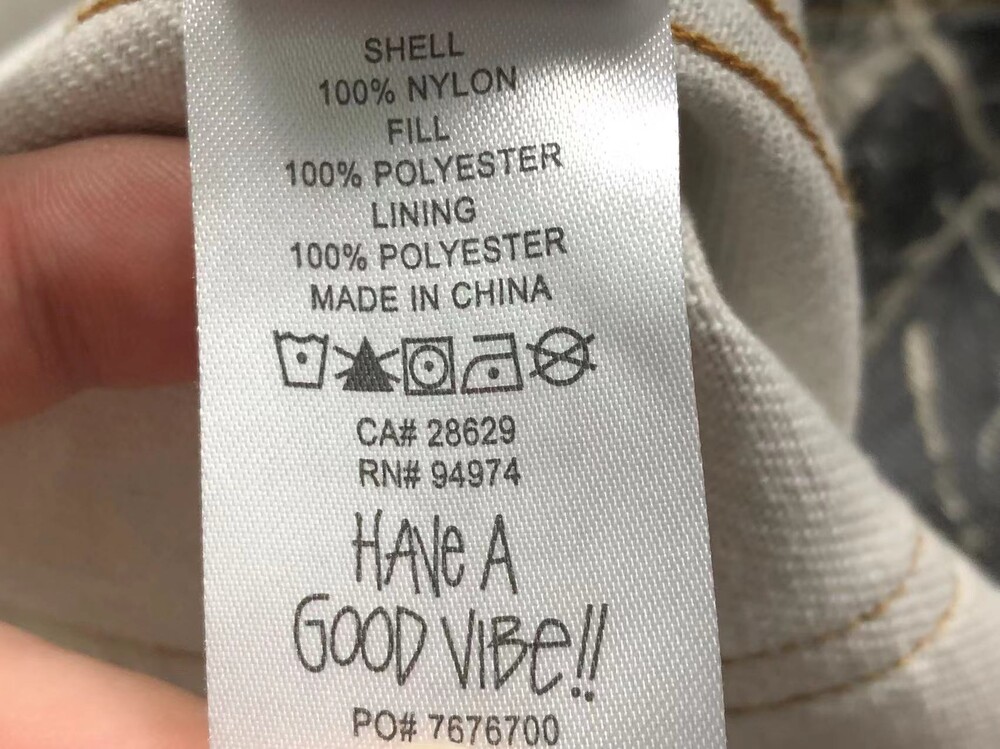 SHELL
100% NYLON
FILL
100% POLYESTER
LINING
100% POLYESTER
MADE IN CHINA
CA# 28629
RN# 94974
HAVe A
GOOD VIBe!!
PO# 7676700